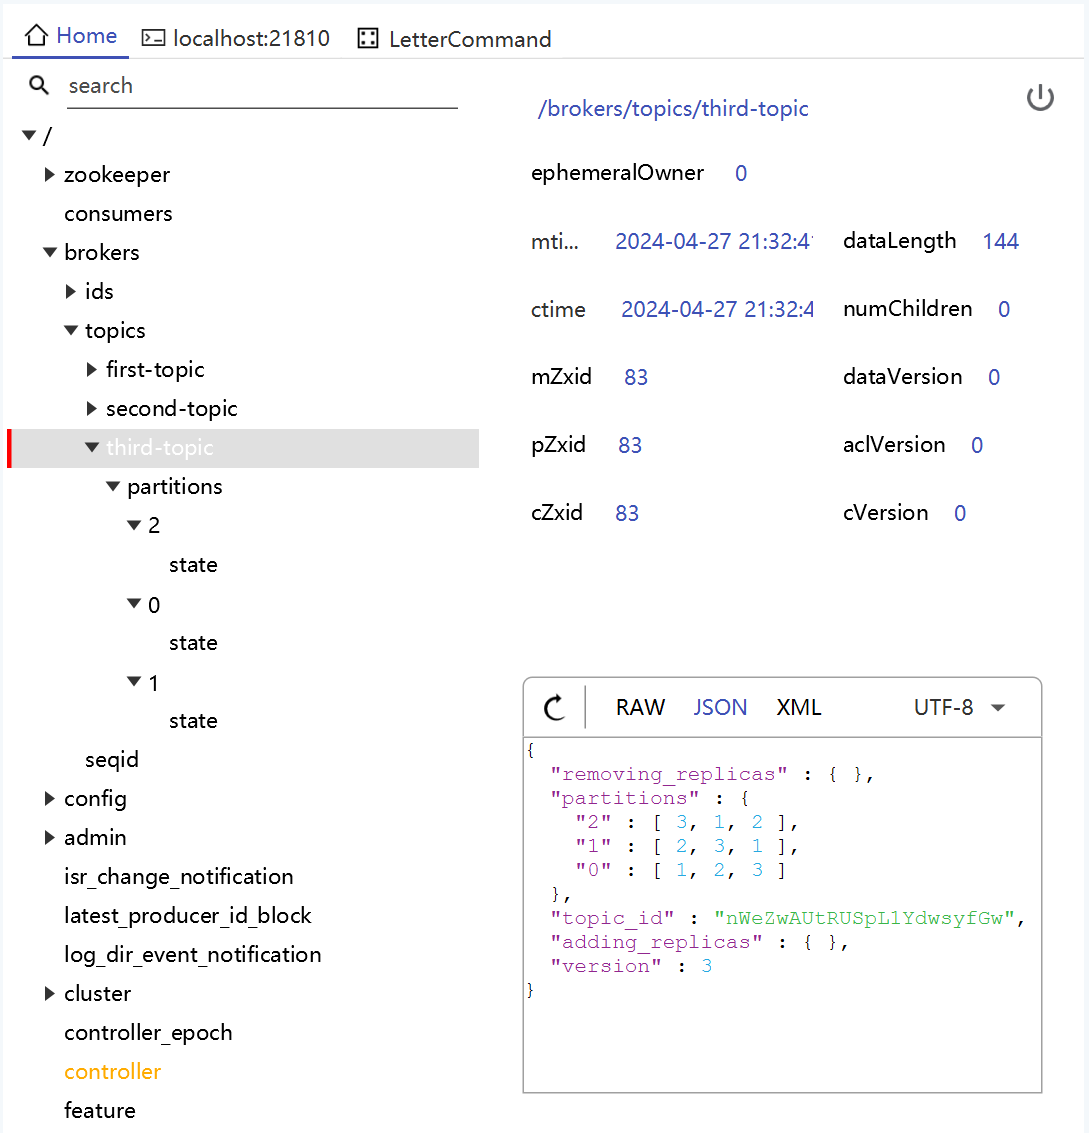 Home localhost:21810 LetterCommand
search
/
zookeeper
consumers
brokers
ids
topics
first-topic
second-topic
third-topic
partitions
2
state
0
state
1
state
seqid
config
admin
isr_change_notification
latest_producer_id_block
log_dir_event_notification
cluster
controller_epoch
controller
feature
/brokers/topics/third-topic
ephemeralOwner 0
mti... 2024-04-27 21:32:4 dataLength 144
ctime 2024-04-27 21:32:4 numChildren 0
mZxid 83 dataVersion 0
pZxid 83 aclVersion 0
cZxid 83 cVersion 0
RAW JSON XML UTF-8
{
  "removing_replicas" : { },
  "partitions" : {
    "2" : [ 3, 1, 2 ],
    "1" : [ 2, 3, 1 ],
    "0" : [ 1, 2, 3 ]
  },
  "topic_id" : "nWeZwAUtRUSpL1YdwsyfGw",
  "adding_replicas" : { },
  "version" : 3
}